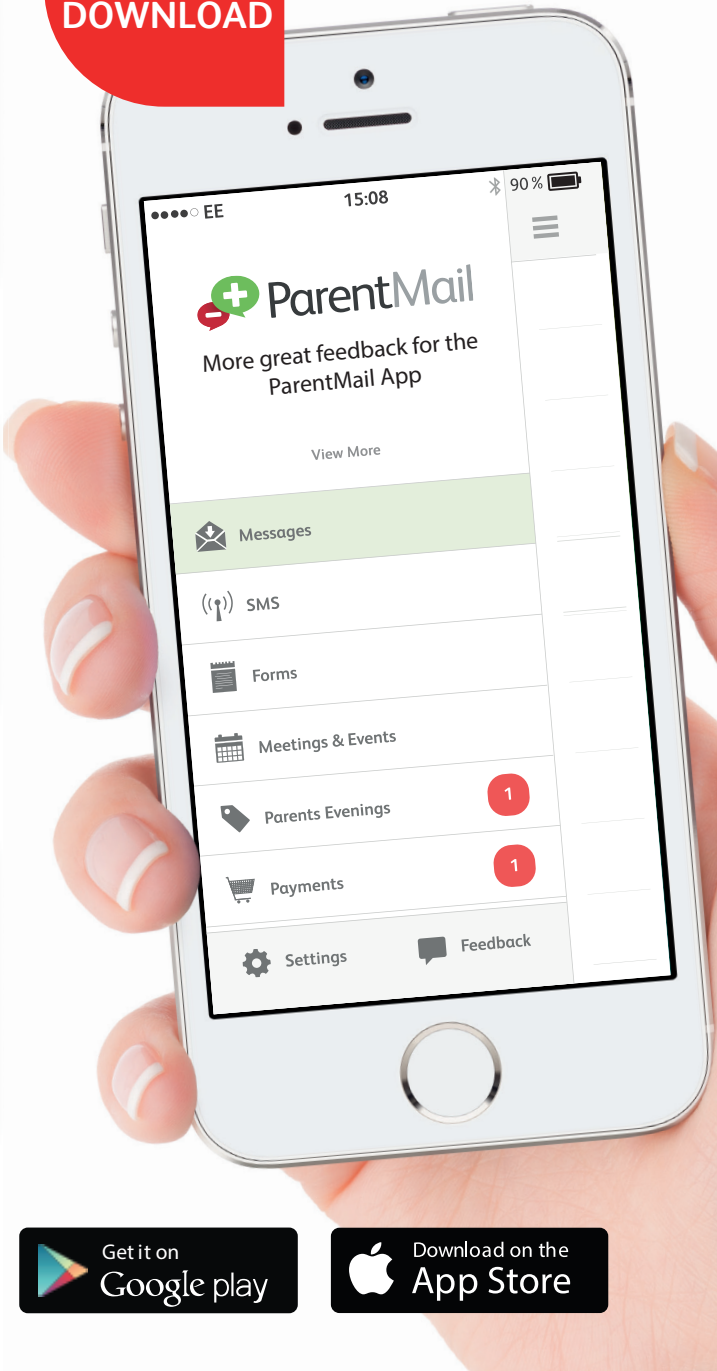 DOWNLOAD
EE 15:08 90%
ParentMail
More great feedback for the
ParentMail App
View More
Messages
SMS
Forms
Meetings & Events
Parents Evenings 1
Payments 1
Settings Feedback
Get it on
Google play
Download on the
App Store